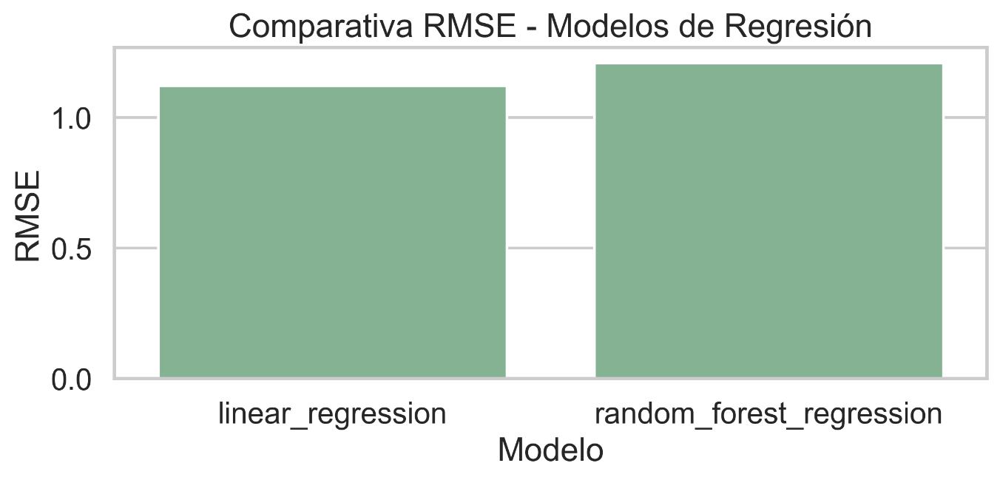 Comparativa RMSE - Modelos de Regresión
RMSE
1.0
0.5
0.0
linear_regression
random_forest_regression
Modelo